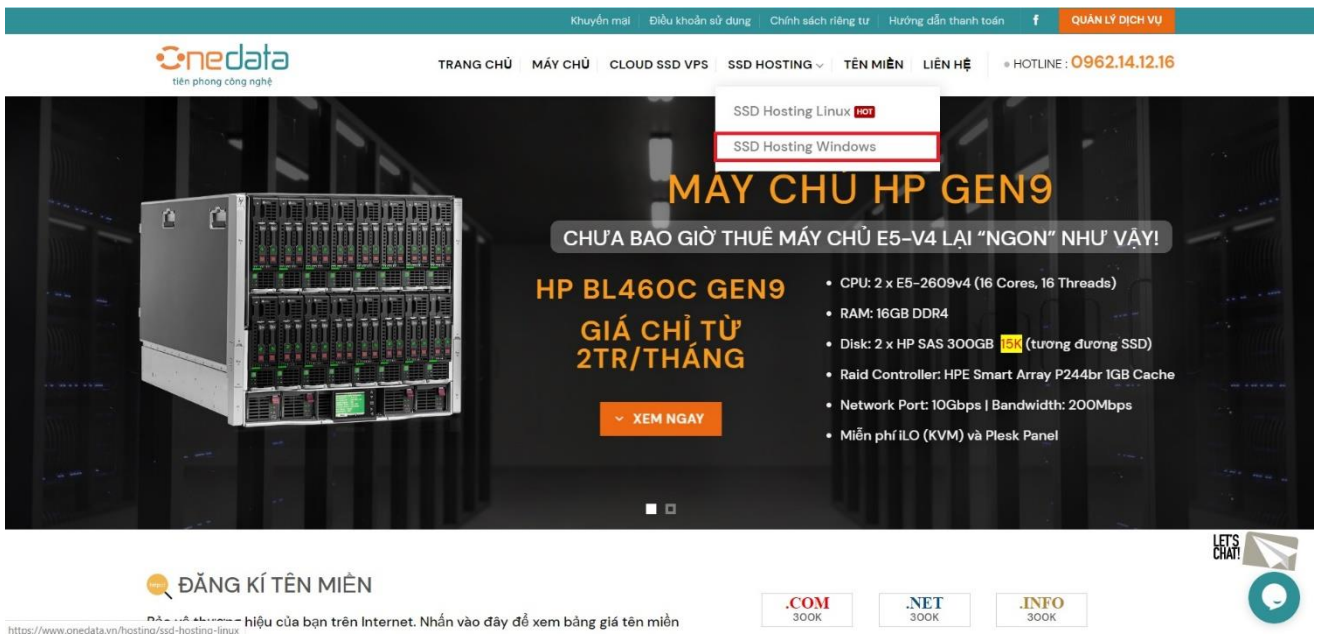 Khuyến mại Điều khoản sử dụng Chính sách riêng tư Hướng dẫn thanh toán f QUẢN LÝ DỊCH VỤ
onedata
tiên phong công nghệ
TRANG CHỦ MÁY CHỦ CLOUD SSD VPS SSD HOSTING TÊN MIỀN LIÊN HỆ HOTLINE : 0962.14.12.16
SSD Hosting Linux HOT
SSD Hosting Windows
MÁY CHỦ HP GEN9
CHƯA BAO GIỜ THUÊ MÁY CHỦ E5-V4 LẠI “NGON” NHƯ VẬY!
HP BL460C GEN9
GIÁ CHỈ TỪ
2TR/THÁNG
XEM NGAY
• CPU: 2 x E5-2609v4 (16 Cores, 16 Threads)
• RAM: 16GB DDR4
• Disk: 2 x HP SAS 300GB 15K (tương đương SSD)
• Raid Controller: HPE Smart Array P244br 1GB Cache
• Network Port: 10Gbps | Bandwidth: 200Mbps
• Miễn phí iLO (KVM) và Plesk Panel
LET'S
CHAT!
ĐĂNG KÍ TÊN MIỀN
Bảo vệ thương hiệu của bạn trên Internet. Nhấn vào đây để xem bảng giá tên miền
.COM
300K
.NET
300K
.INFO
300K
https://www.onedata.vn/hosting/ssd-hosting-linux